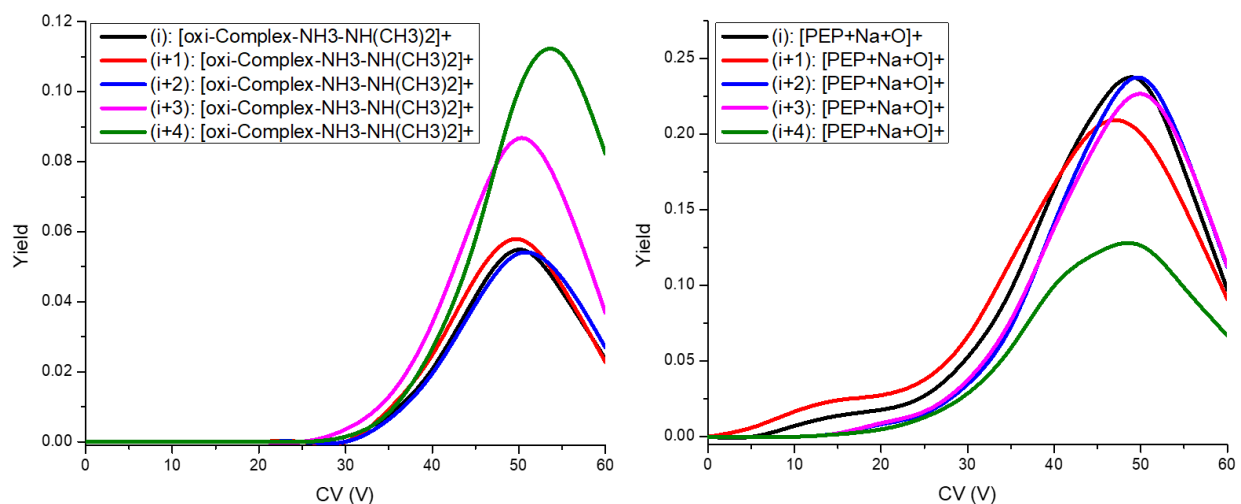 0.12
0.10
0.08
0.06
0.04
0.02
0.00
Yield
(i): [oxi-Complex-NH3-NH(CH3)2]+
(i+1): [oxi-Complex-NH3-NH(CH3)2]+
(i+2): [oxi-Complex-NH3-NH(CH3)2]+
(i+3): [oxi-Complex-NH3-NH(CH3)2]+
(i+4): [oxi-Complex-NH3-NH(CH3)2]+
0 10 20 30 40 50 60
CV (V)
0.25
0.20
0.15
0.10
0.05
0.00
Yield
(i): [PEP+Na+O]+
(i+1): [PEP+Na+O]+
(i+2): [PEP+Na+O]+
(i+3): [PEP+Na+O]+
(i+4): [PEP+Na+O]+
0 10 20 30 40 50 60
CV (V)